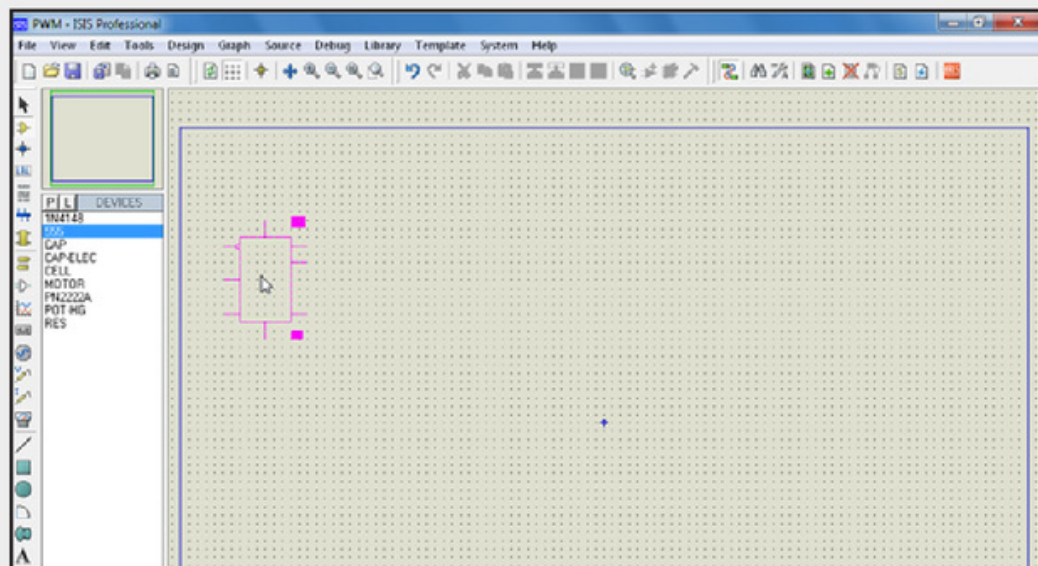 PWM - ISIS Professional
File View Edit Tools Design Graph Source Debug Library Template System Help
P L DEVICES
1N4148
555
CAP
CAP-ELEC
CELL
MOTOR
PN2222A
POT-HG
RES
LBL
A